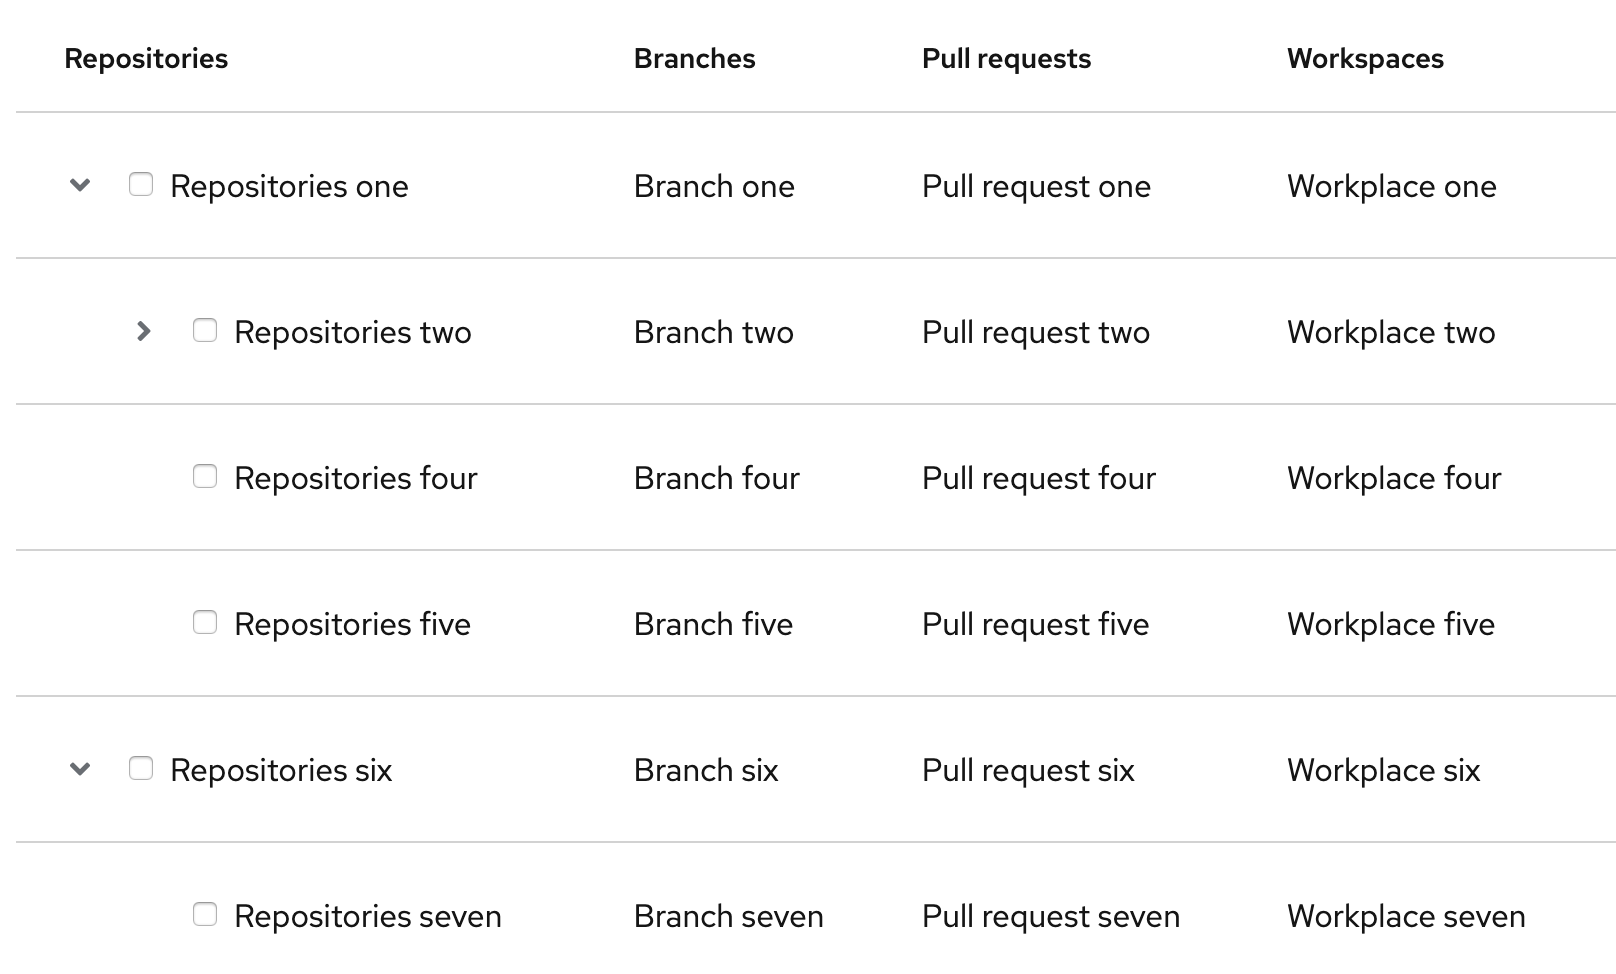 Repositories Branches Pull requests Workspaces
Repositories one Branch one Pull request one Workplace one
Repositories two Branch two Pull request two Workplace two
Repositories four Branch four Pull request four Workplace four
Repositories five Branch five Pull request five Workplace five
Repositories six Branch six Pull request six Workplace six
Repositories seven Branch seven Pull request seven Workplace seven